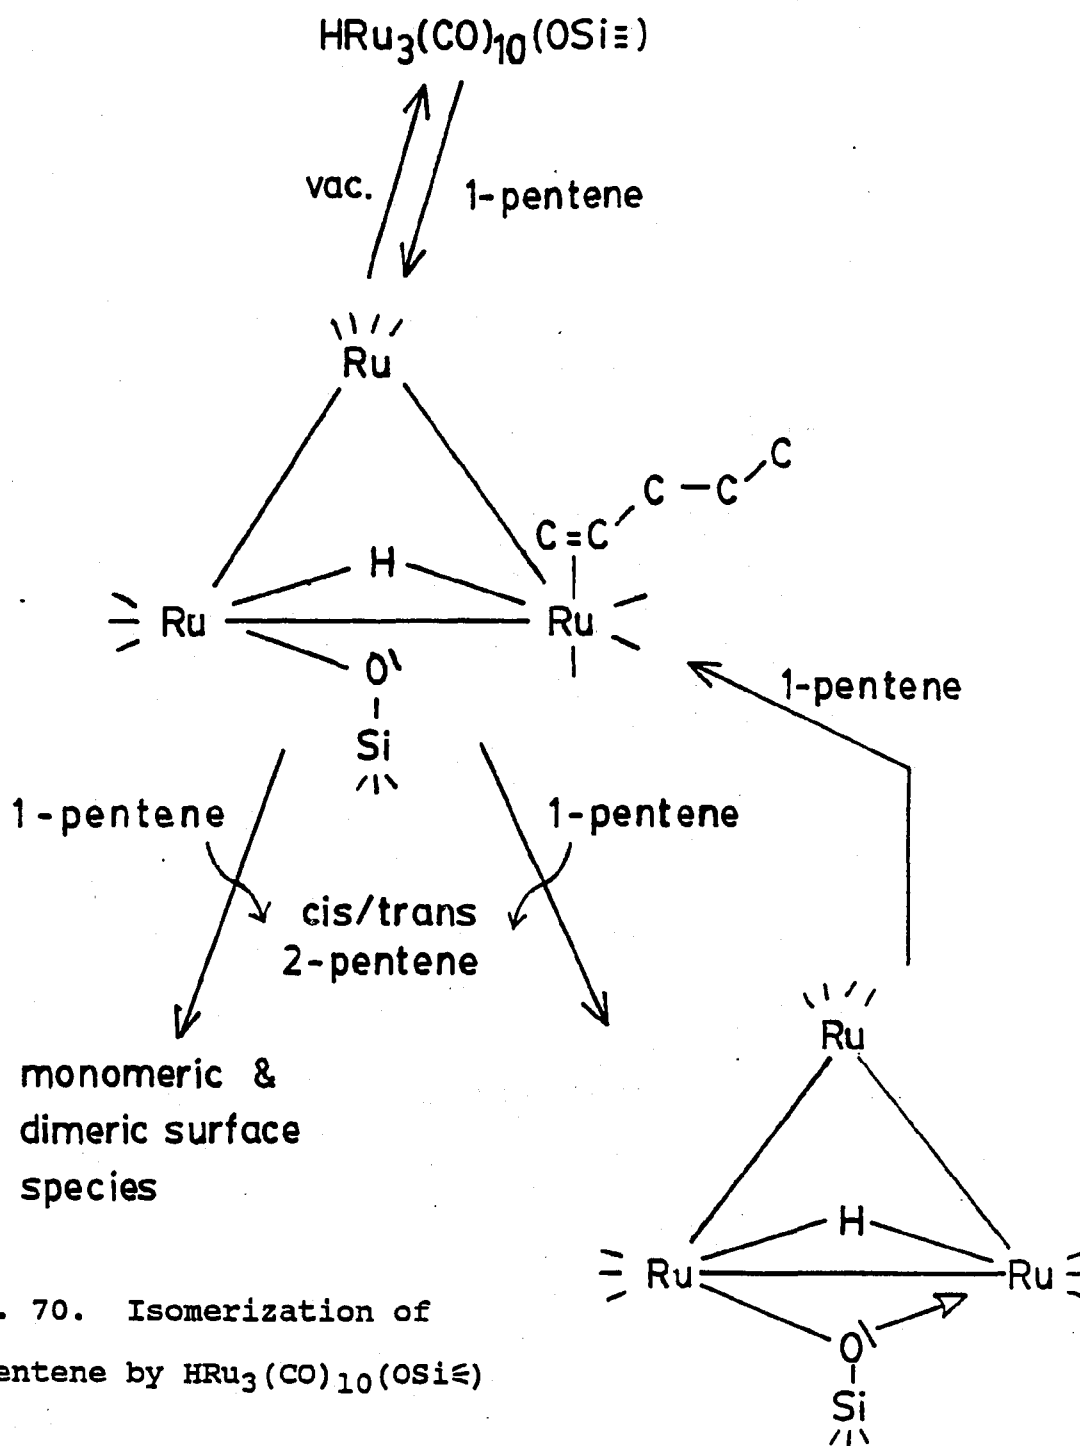 HRu3(CO)10(OSi≡)
vac.
1-pentene
Ru
C
C-C
C=C
H
Ru
Ru
O
Si
1-pentene
1-pentene
1-pentene
cis/trans
2-pentene
monomeric &
dimeric surface
species
Ru
H
Ru
Ru
O
Si
. 70. Isomerization of
entene by HRu3(CO)10(OSi≤)